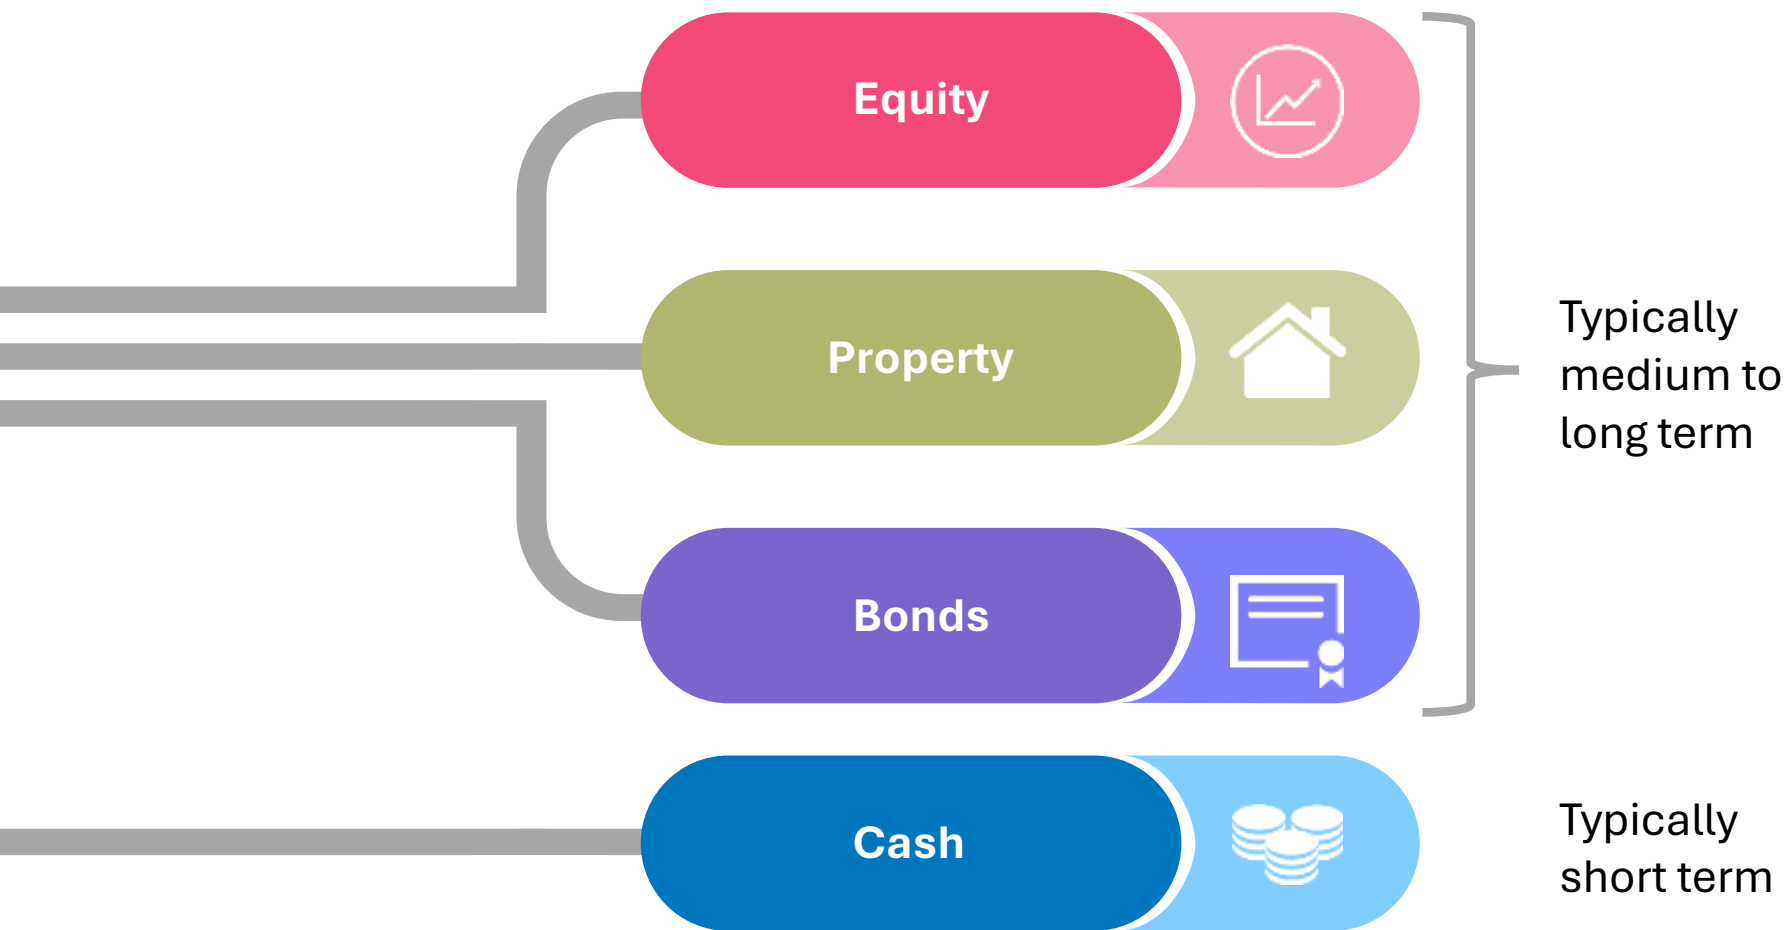 Equity
Property
Typically
medium to
long term
Bonds
Cash
Typically
short term